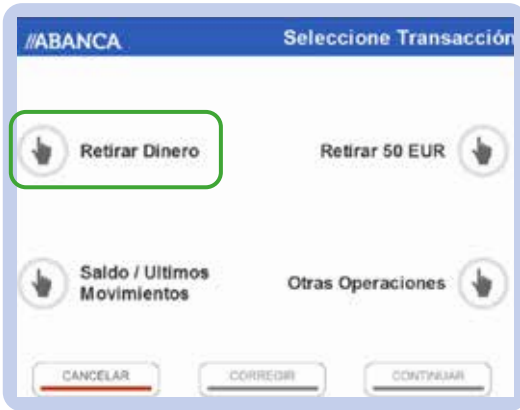 //ABANCA
Seleccione Transacción
Retirar Dinero
Retirar 50 EUR
Saldo / Ultimos
Movimientos
Otras Operaciones
CANCELAR
CORREGIR
CONTINUAR